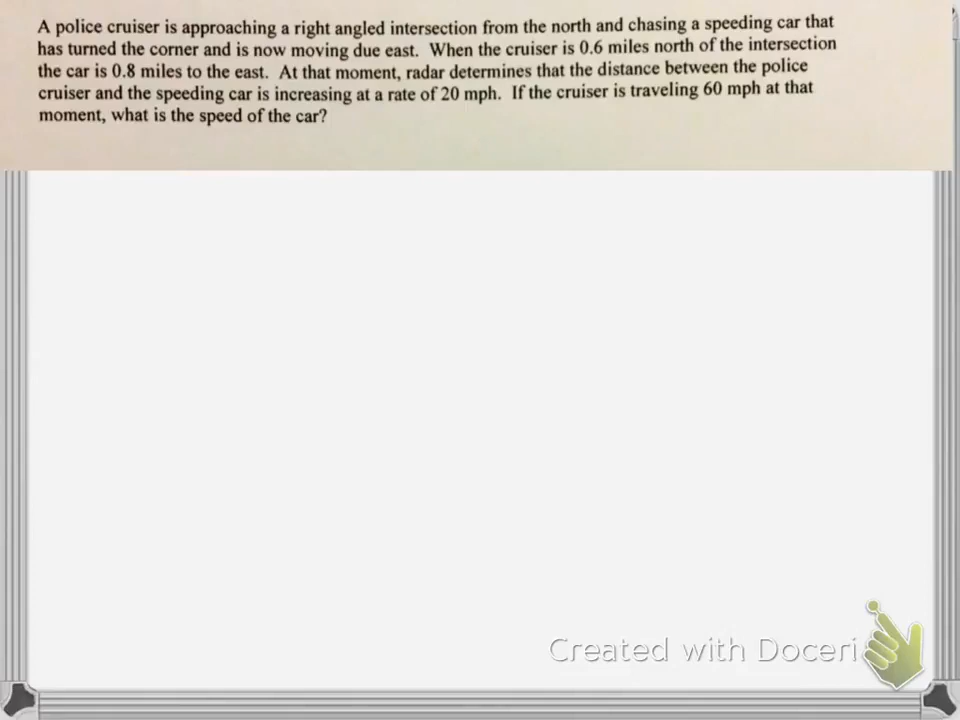 A police cruiser is approaching a right angled intersection from the north and chasing a speeding car that
has turned the corner and is now moving due east. When the cruiser is 0.6 miles north of the intersection
the car is 0.8 miles to the east. At that moment, radar determines that the distance between the police
cruiser and the speeding car is increasing at a rate of 20 mph. If the cruiser is traveling 60 mph at that
moment, what is the speed of the car?
Created with Doceri